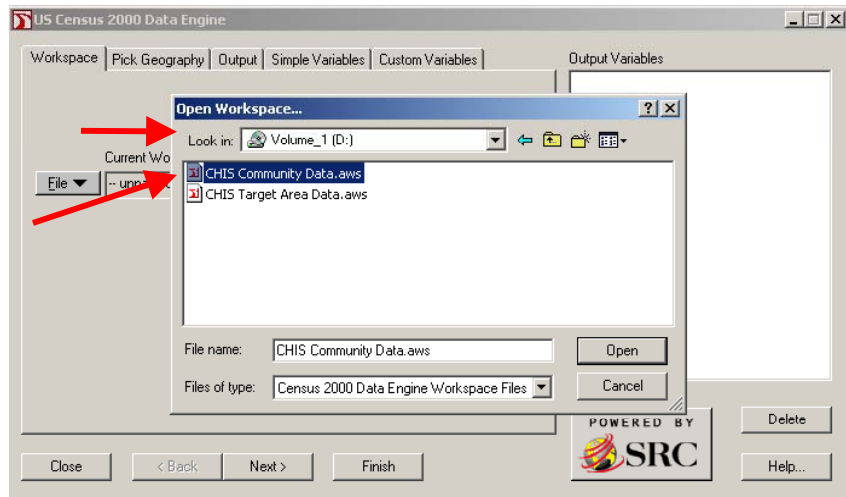 US Census 2000 Data Engine
Workspace Pick Geography Output Simple Variables Custom Variables
Output Variables
Open Workspace...
Look in: Volume_1 (D:)
CHIS Community Data.aws
CHIS Target Area Data.aws
Current Wo
File
File name: CHIS Community Data.aws
Open
Files of type: Census 2000 Data Engine Workspace Files
Cancel
POWERED BY
SRC
Delete
Close < Back Next > Finish
Help...